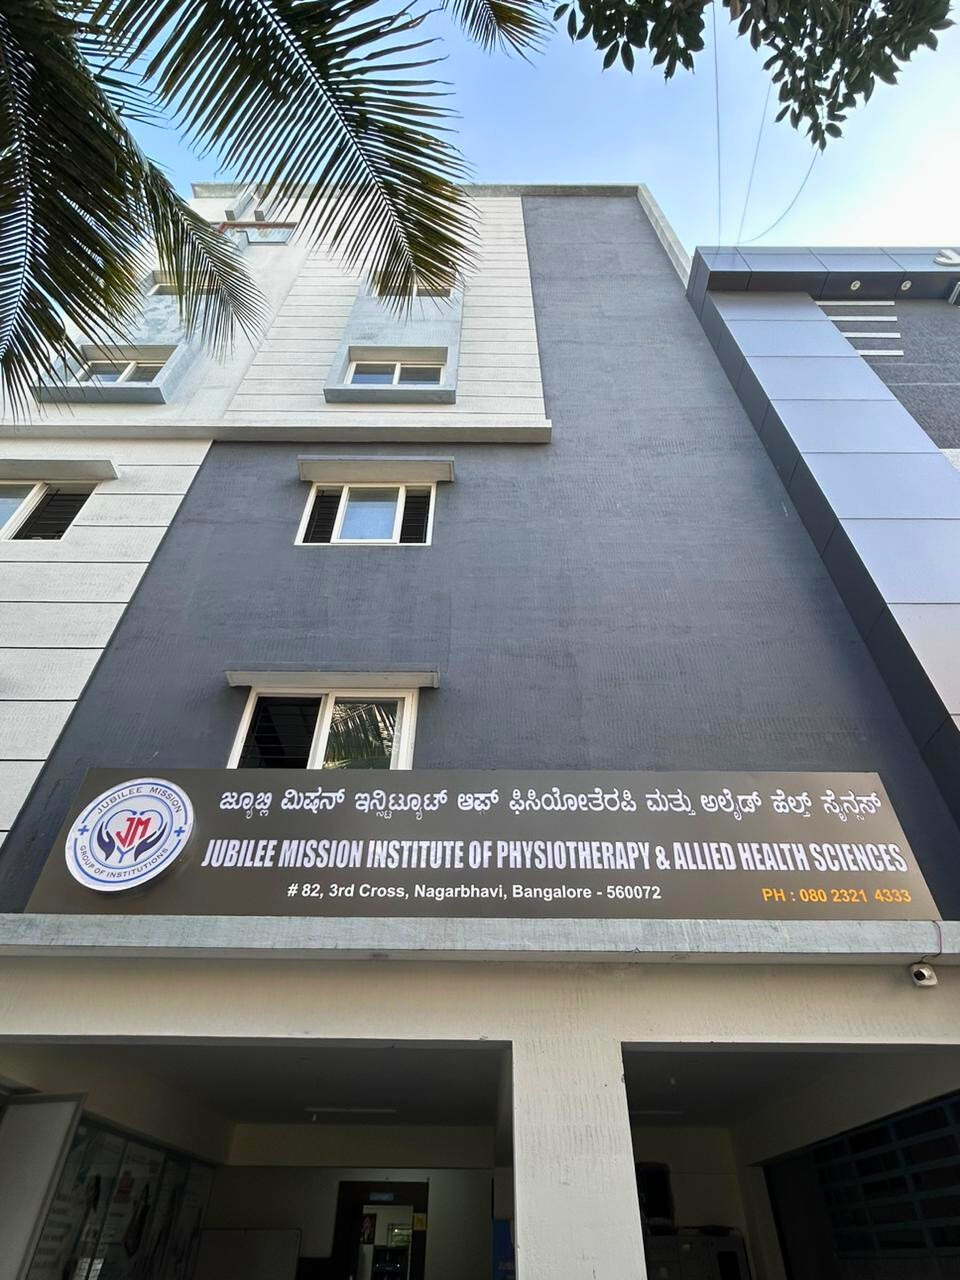 ಜ್ಯೂಬ್ಲಿ ಮಿಷನ್ ಇನ್ಸ್ಟಿಟ್ಯೂಟ್ ಆಫ್ ಫಿಸಿಯೋತೆರಪಿ ಮತ್ತು ಅಲೈಡ್ ಹೆಲ್ತ್ ಸೈನ್ಸಸ್
JUBILEE MISSION
JM
GROUP OF INSTITUTIONS
JUBILEE MISSION INSTITUTE OF PHYSIOTHERAPY & ALLIED HEALTH SCIENCES
# 82, 3rd Cross, Nagarbhavi, Bangalore - 560072
PH : 080 2321 4333